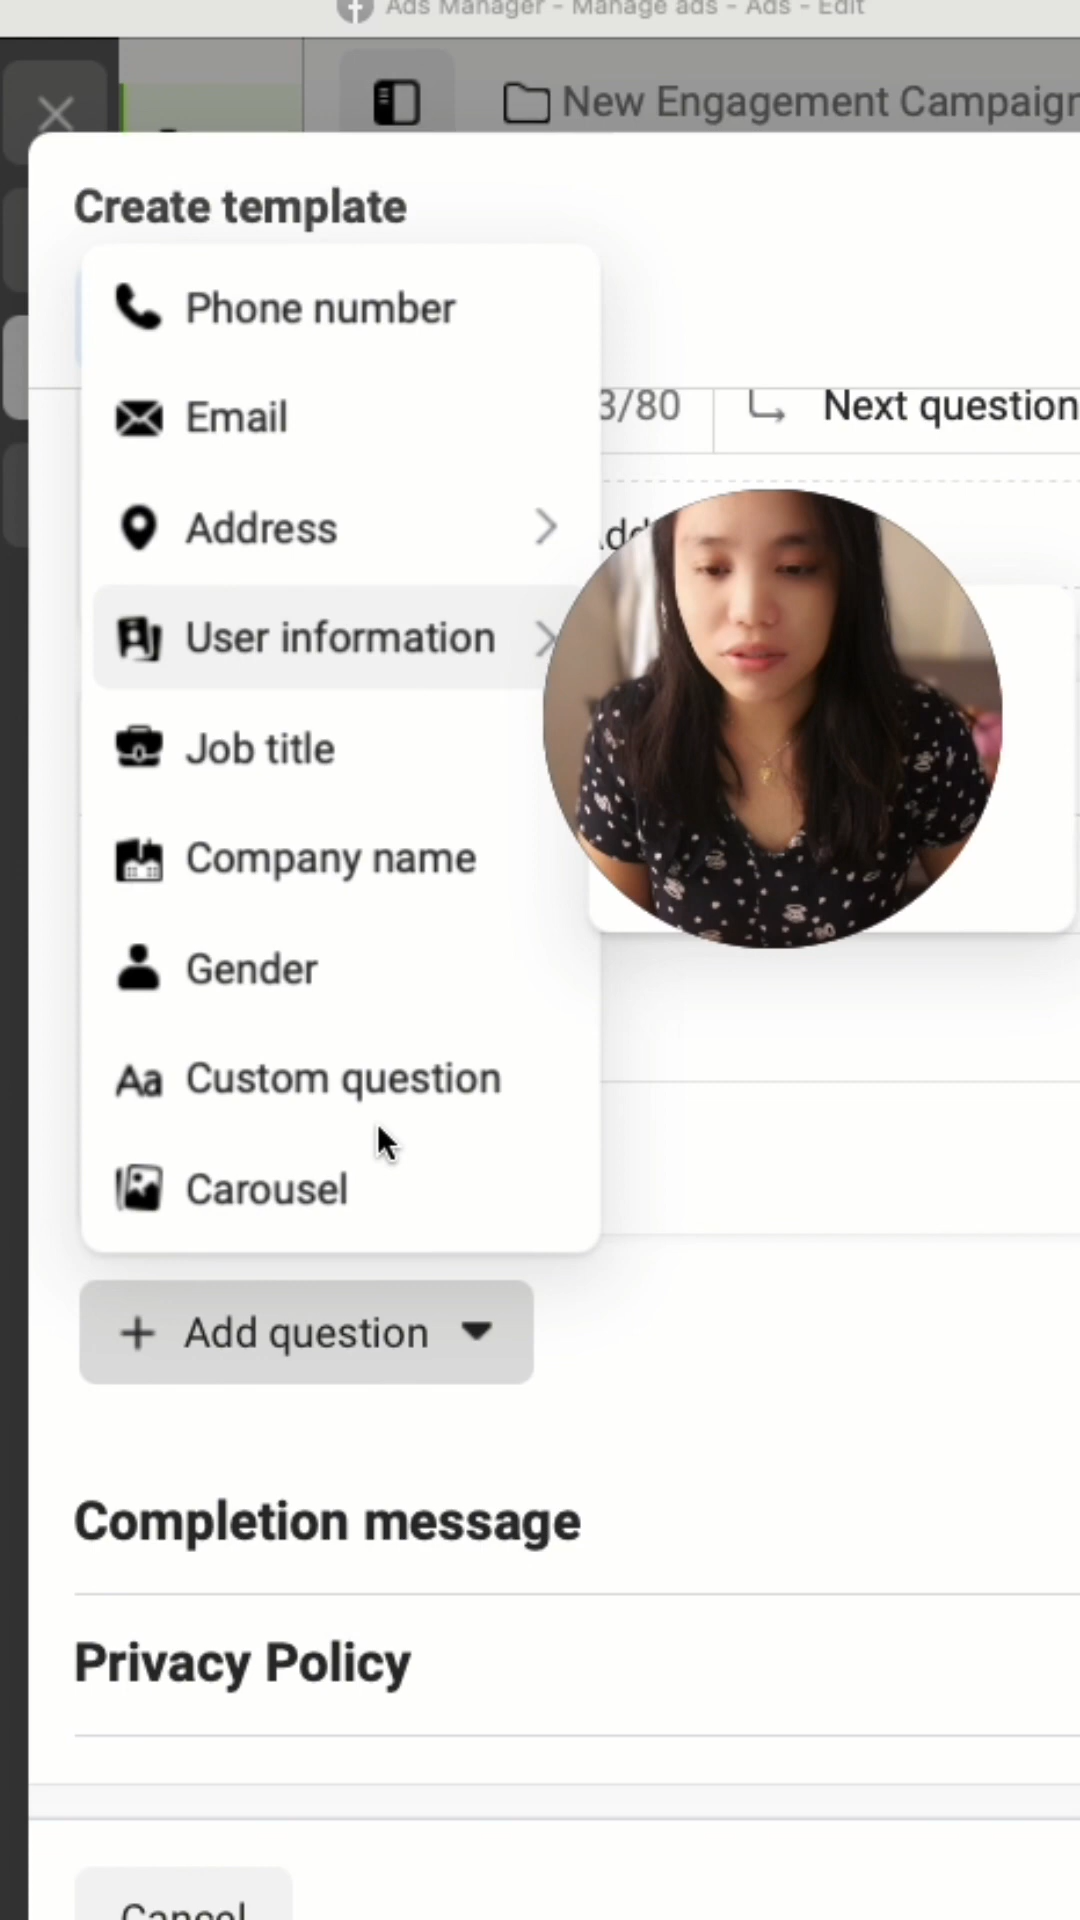 Ads Manager - Manage ads - Ads - Edit
New Engagement Campaign
Create template
Phone number
Email
3/80
Next question
Address
User information
Job title
Company name
Gender
Aa Custom question
Carousel
+ Add question
Completion message
Privacy Policy
Cancel